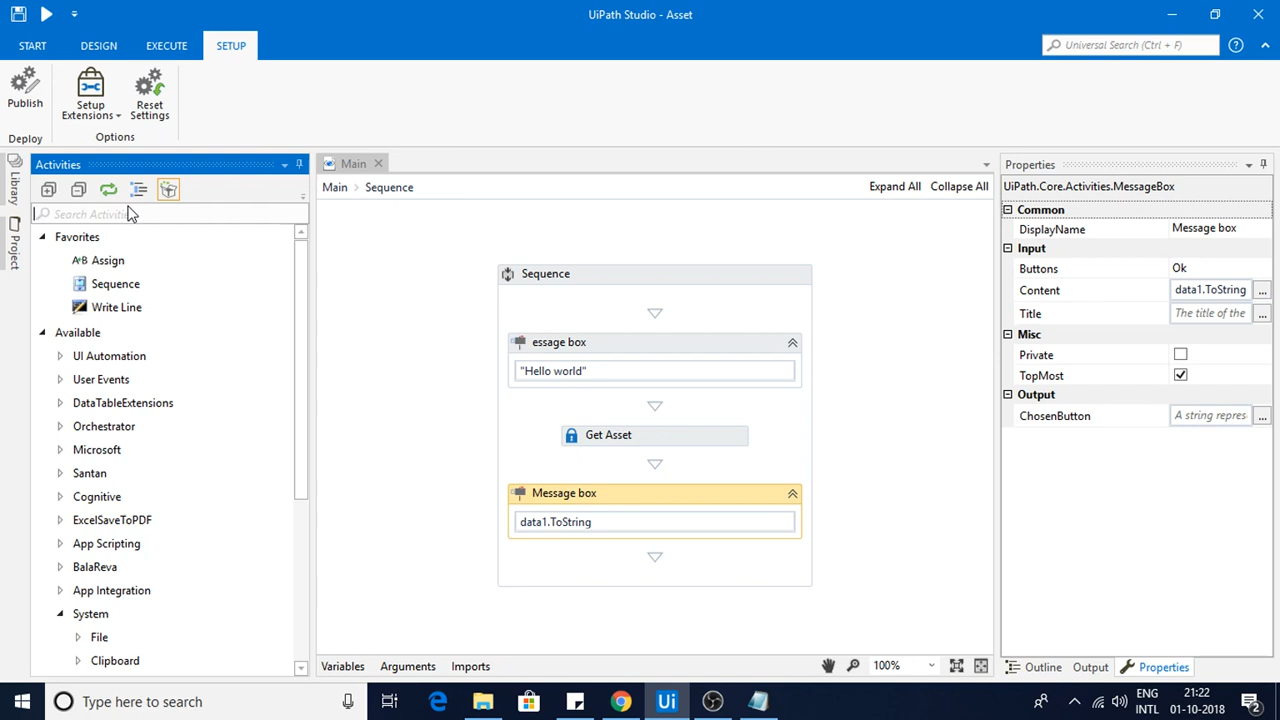 UiPath Studio - Asset
START DESIGN EXECUTE SETUP
Universal Search (Ctrl + F)
Publish
Setup Extensions
Reset Settings
Deploy
Options
Library
Project
Activities
Search Activities
Favorites
Assign
Sequence
Write Line
Available
UI Automation
User Events
DataTableExtensions
Orchestrator
Microsoft
Santan
Cognitive
ExcelSaveToPDF
App Scripting
BalaReva
App Integration
System
File
Clipboard
Main
Main > Sequence
Expand All Collapse All
Sequence
essage box
"Hello world"
Get Asset
Message box
data1.ToString
Variables Arguments Imports
100%
Properties
UiPath.Core.Activities.MessageBox
Common
DisplayName Message box
Input
Buttons Ok
Content data1.ToString ...
Title The title of the ...
Misc
Private
TopMost
Output
ChosenButton A string repres ...
Outline Output Properties
Type here to search
Ui
ENG
INTL
21:22
01-10-2018
2